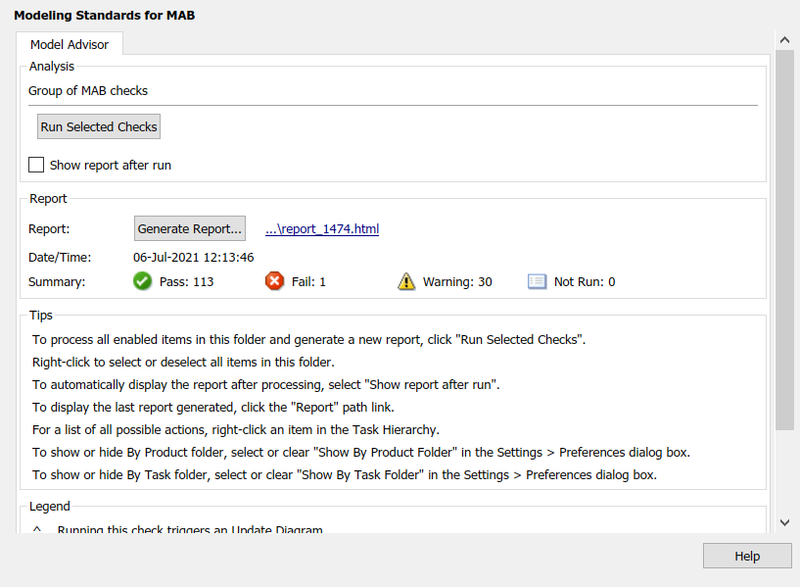 Modeling Standards for MAB
Model Advisor
Analysis
Group of MAB checks
Run Selected Checks
Show report after run
Report
Report: Generate Report... ...\report_1474.html
Date/Time: 06-Jul-2021 12:13:46
Summary: Pass: 113 Fail: 1 Warning: 30 Not Run: 0
Tips
To process all enabled items in this folder and generate a new report, click "Run Selected Checks".
Right-click to select or deselect all items in this folder.
To automatically display the report after processing, select "Show report after run".
To display the last report generated, click the "Report" path link.
For a list of all possible actions, right-click an item in the Task Hierarchy.
To show or hide By Product folder, select or clear "Show By Product Folder" in the Settings > Preferences dialog box.
To show or hide By Task folder, select or clear "Show By Task Folder" in the Settings > Preferences dialog box.
Legend
^ Running this check triggers an Update Diagram
Help